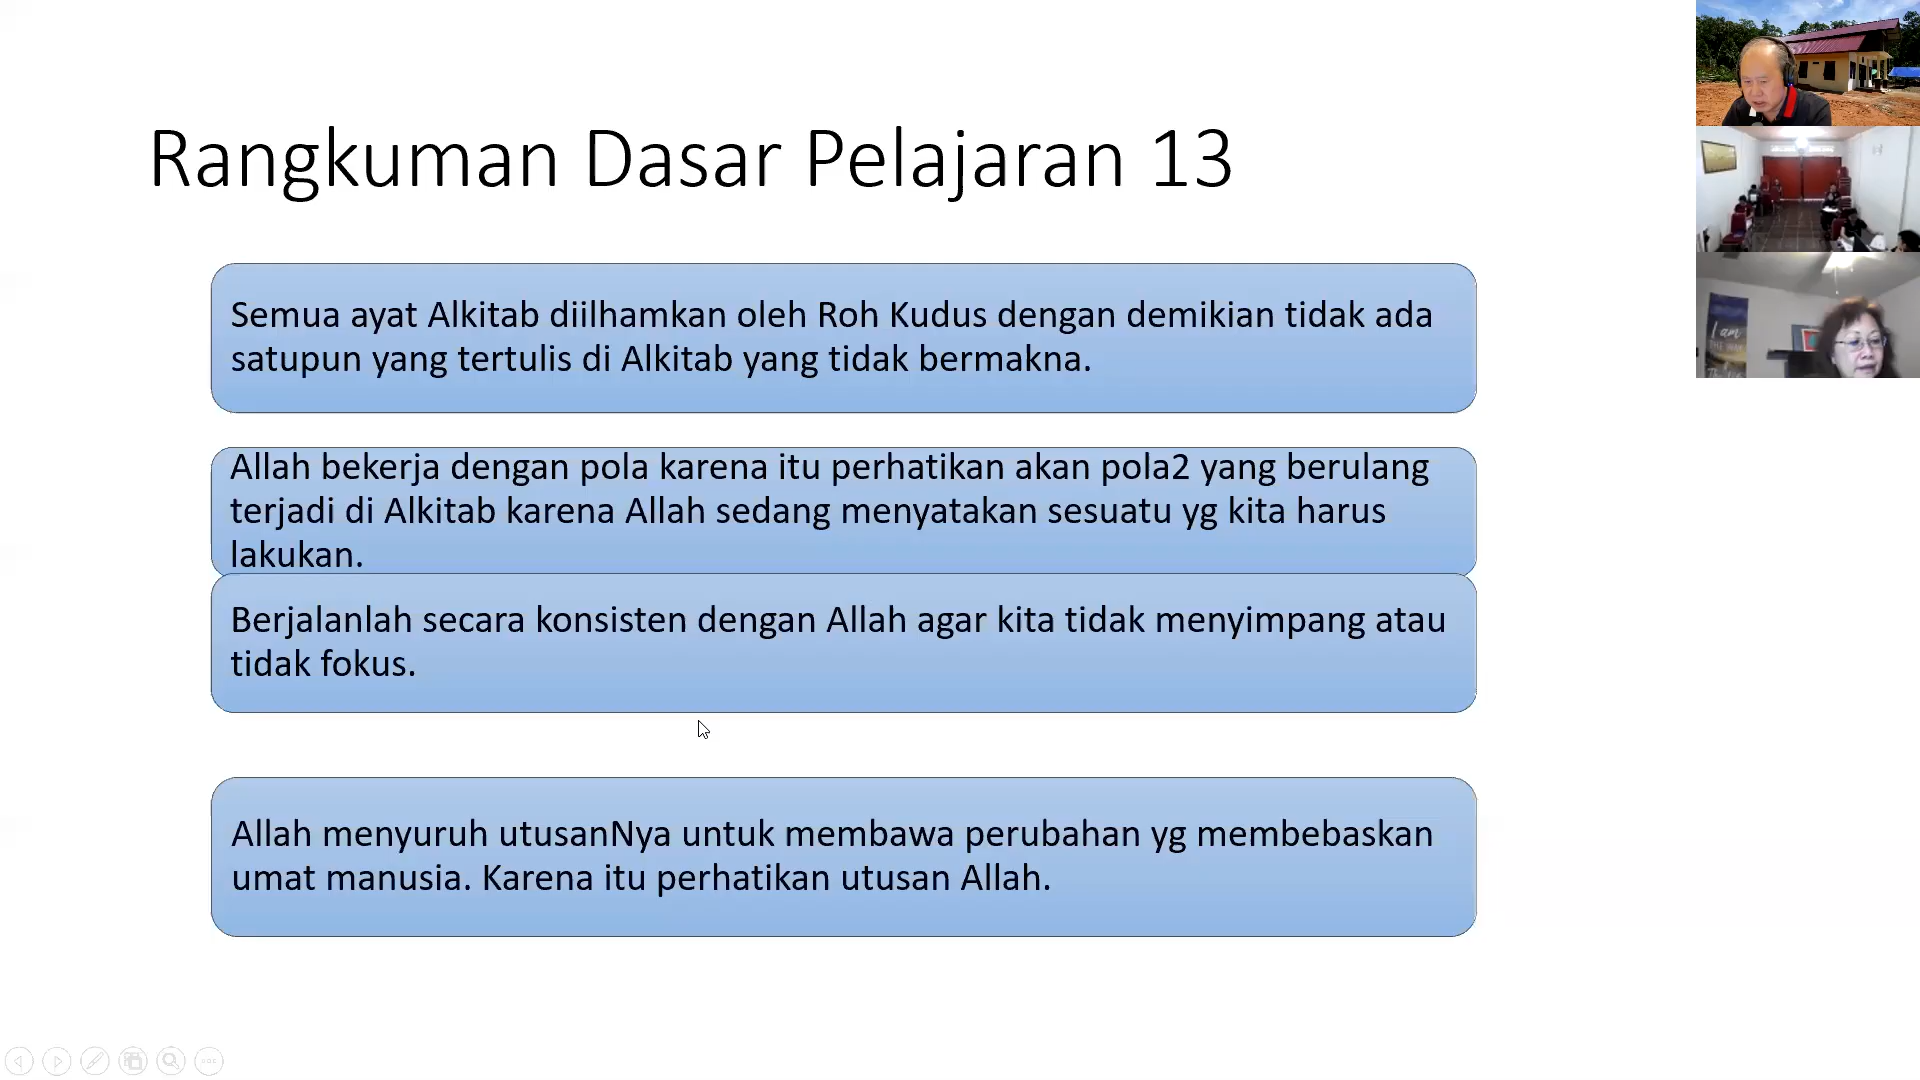 Rangkuman Dasar Pelajaran 13
Semua ayat Alkitab diilhamkan oleh Roh Kudus dengan demikian tidak ada
satupun yang tertulis di Alkitab yang tidak bermakna.
Allah bekerja dengan pola karena itu perhatikan akan pola2 yang berulang
terjadi di Alkitab karena Allah sedang menyatakan sesuatu yg kita harus
lakukan.
Berjalanlah secara konsisten dengan Allah agar kita tidak menyimpang atau
tidak fokus.
Allah menyuruh utusanNya untuk membawa perubahan yg membebaskan
umat manusia. Karena itu perhatikan utusan Allah.
I am